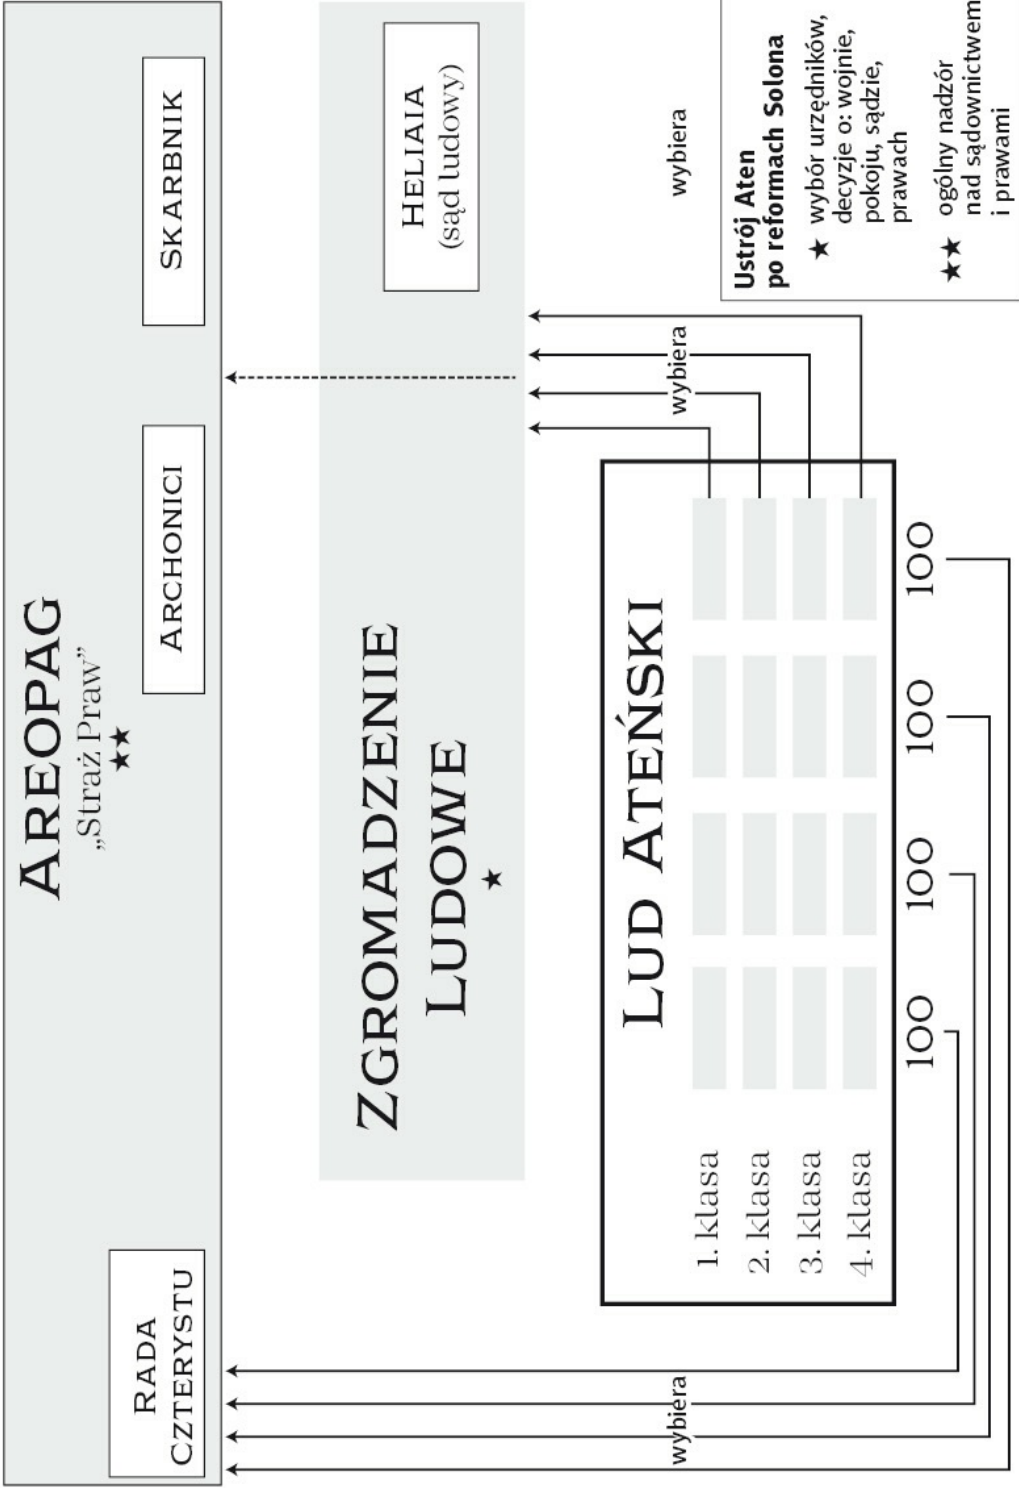 AREOPAG
„Straż Praw”
★★
RADA
CZTERYSTU
ARCHONICI
SKARBNIK
ZGROMADZENIE
LUDOWE
★
HELIAIA
(sąd ludowy)
wybiera
wybiera
wybiera
LUD ATEŃSKI
1. klasa
2. klasa
3. klasa
4. klasa
100
100
100
100
Ustrój Aten
po reformach Solona
★ wybór urzędników,
decyzje o: wojnie,
pokoju, sądzie,
prawach
★★ ogólny nadzór
nad sądownictwem
i prawami